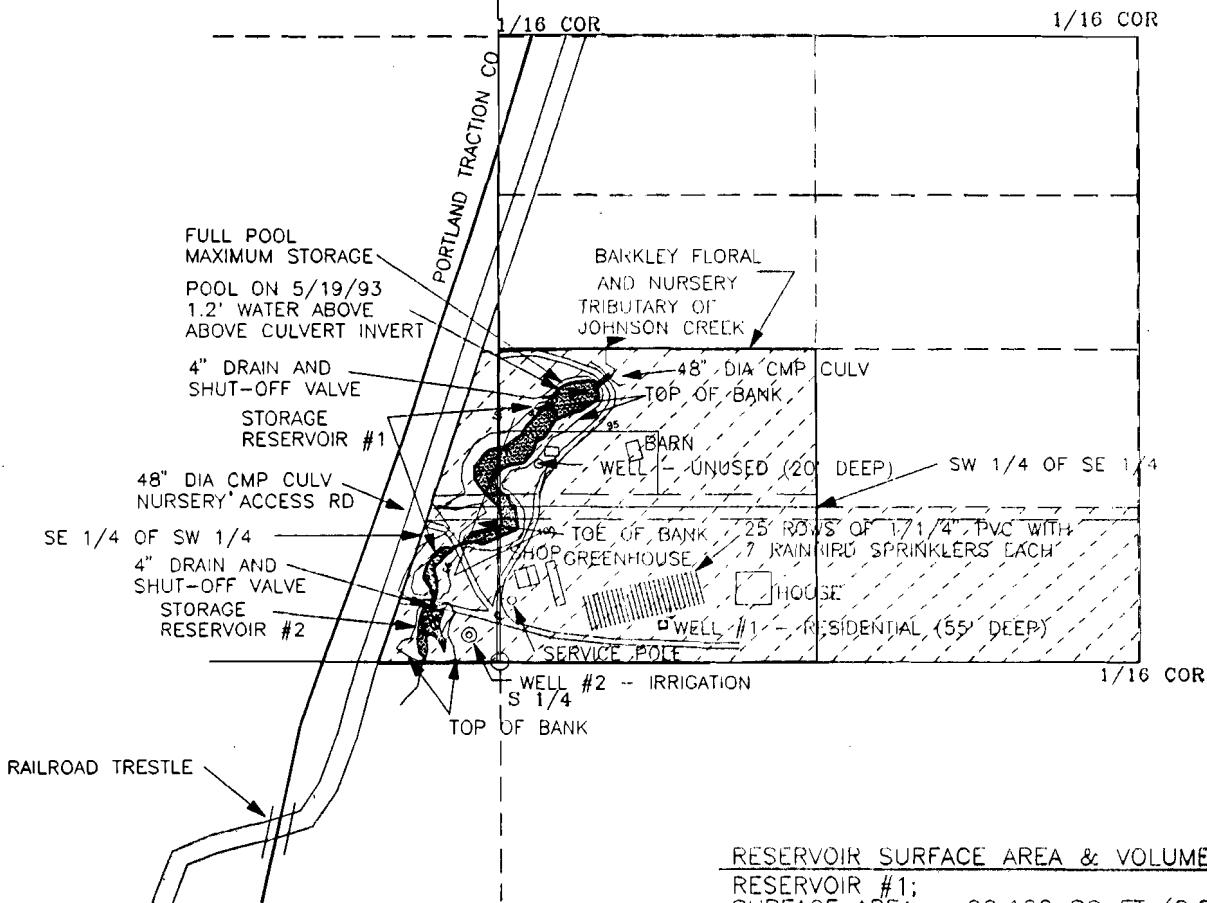 1/16 COR
1/16 COR
PORTLAND TRACTION CO
FULL POOL
MAXIMUM STORAGE
POOL ON 5/19/93
1.2' WATER ABOVE
ABOVE CULVERT INVERT
BARKLEY FLORAL
AND NURSERY
TRIBUTARY OF
JOHNSON CREEK
4" DRAIN AND
SHUT-OFF VALVE
48" DIA CMP CULV
TOP OF BANK
STORAGE
RESERVOIR #1
95
BARN
WELL - UNUSED (20' DEEP)
SW 1/4 OF SE 1/4
48" DIA CMP CULV
NURSERY ACCESS RD
SE 1/4 OF SW 1/4
TOE OF BANK
25 ROWS OF 1 1/4" PVC WITH
7 RAINBIRD SPRINKLERS EACH
SHOP
GREENHOUSE
4" DRAIN AND
SHUT-OFF VALVE
HOUSE
STORAGE
RESERVOIR #2
WELL #1 - RESIDENTIAL (55' DEEP)
SERVICE POLE
WELL #2 - IRRIGATION
S 1/4
1/16 COR
TOP OF BANK
RAILROAD TRESTLE
RESERVOIR SURFACE AREA & VOLUME
RESERVOIR #1;